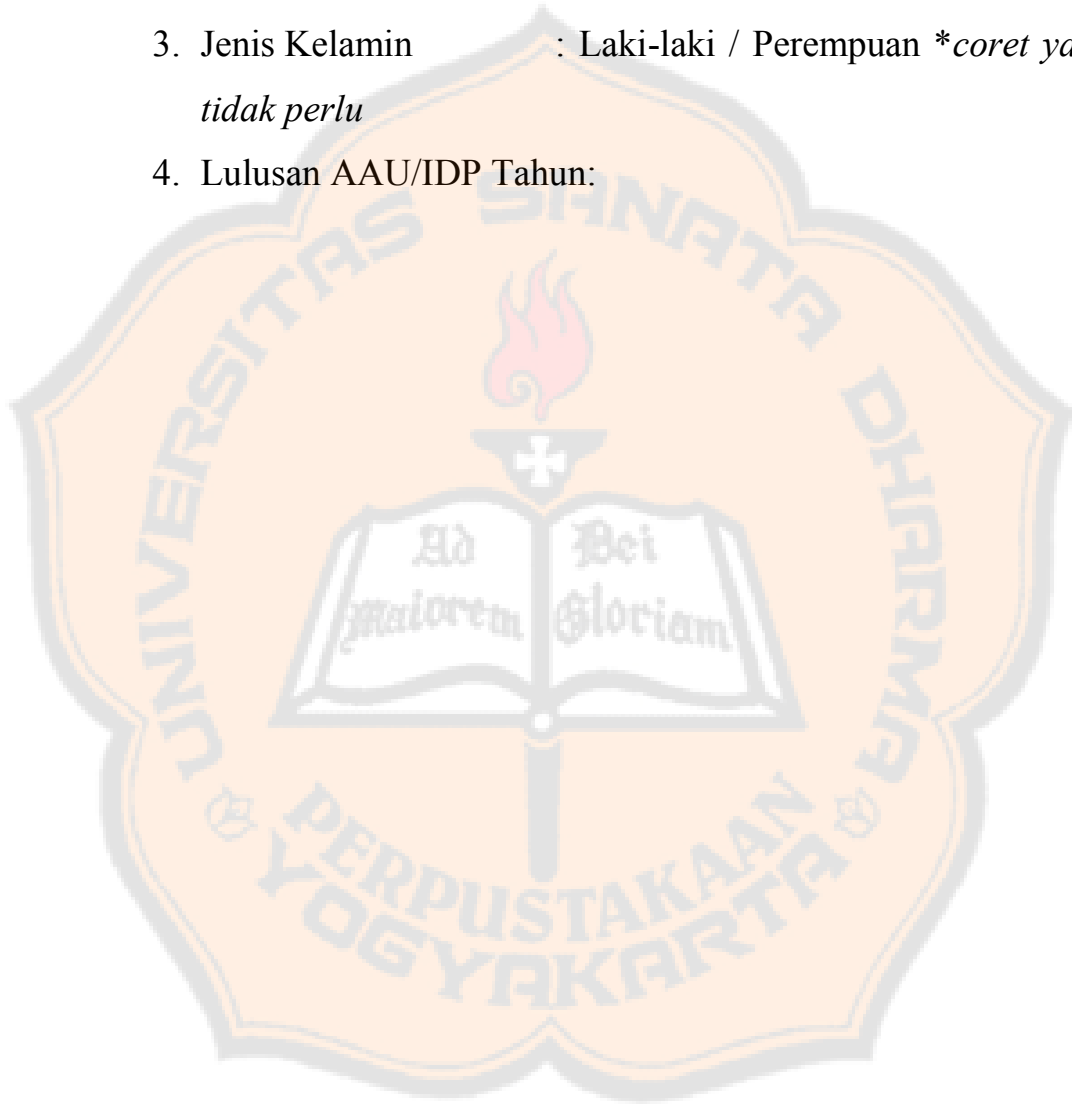 3. Jenis Kelamin : Laki-laki / Perempuan *coret
tidak perlu
4. Lulusan AAU/IDP Tahun:
UNIVERSITAS SANATA DHARMA
Ad Dei
Maiorem Gloriam
PERPUSTAKAAN
YOGYAKARTA